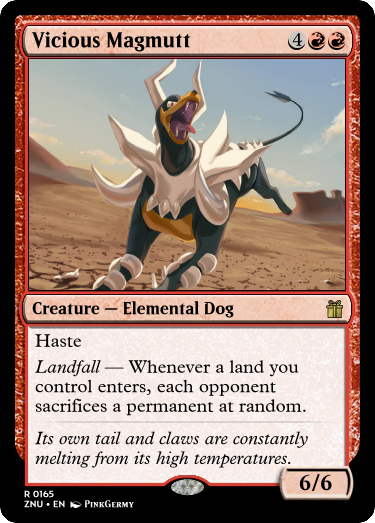 Vicious Magmutt 4
Creature — Elemental Dog
Haste
Landfall — Whenever a land you
control enters, each opponent
sacrifices a permanent at random.
Its own tail and claws are constantly
melting from its high temperatures.
6/6
R 0165
ZNU • EN PinkGermy